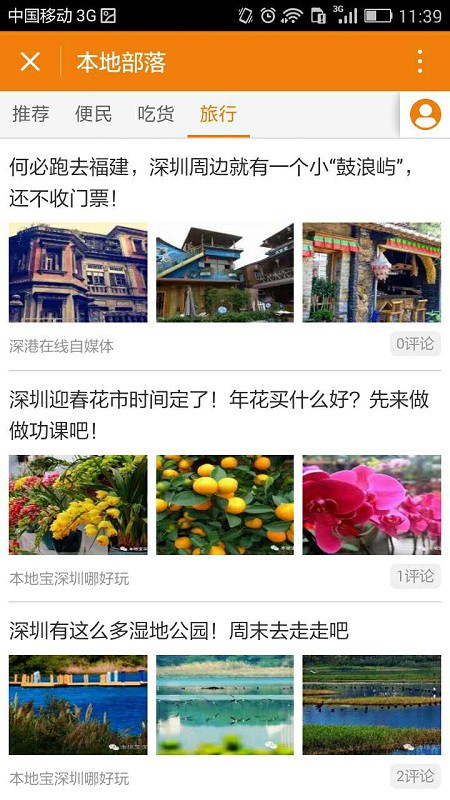 中国移动 3G
3G
11:39
本地部落
推荐 便民 吃货 旅行
何必跑去福建，深圳周边就有一个小“鼓浪屿”，
还不收门票！
深港在线自媒体
0评论
深圳迎春花市时间定了！年花买什么好？先来做
做功课吧！
本地宝深圳哪好玩
1评论
深圳有这么多湿地公园！周末去走走吧
本地宝深圳哪好玩
2评论